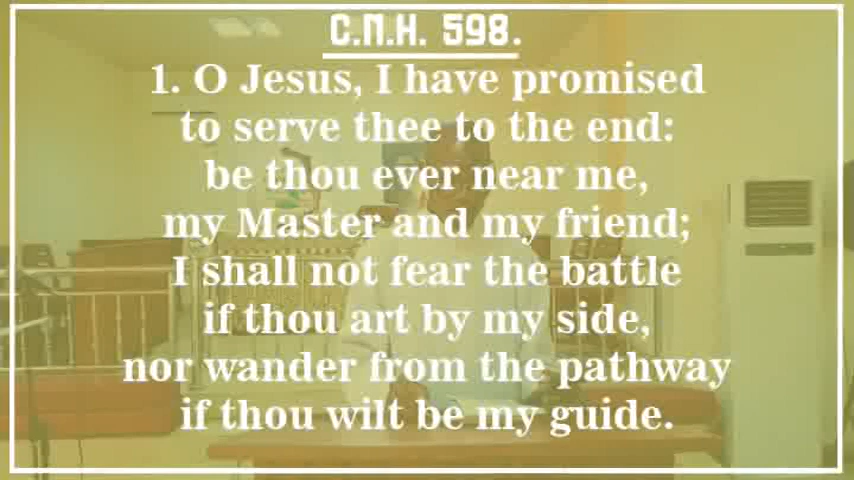 C.M.H. 598.
1. O Jesus, I have promised
to serve thee to the end:
be thou ever near me,
my Master and my friend;
I shall not fear the battle
if thou art by my side,
nor wander from the pathway
if thou wilt be my guide.